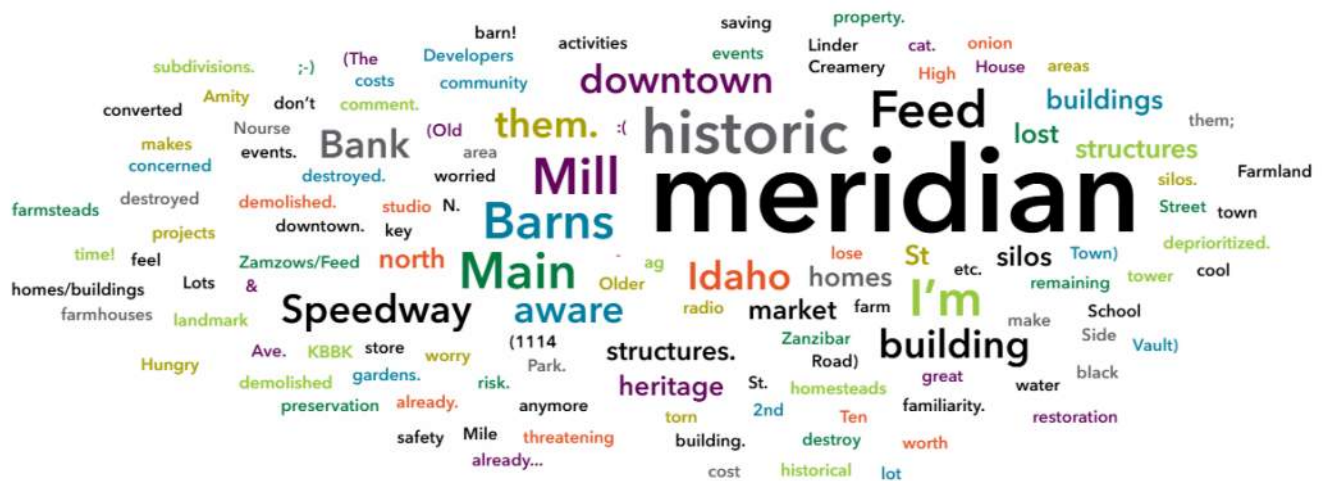 saving property.
barn! activities events Linder Creamery cat. onion
subdivisions. ;-) (The costs Developers community High House areas
converted Amity don't comment. downtown Feed buildings
Nourse events. Bank (Old them. :( historic lost them;
makes concerned area structures
destroyed. worried Mill meridian silos. Farmland
farmsteads destroyed demolished. studio N. Barns Street town
projects downtown. key deprioritized.
time! feel Zamzows/Feed north Main - ag lose St silos Town)
homes/buildings Lots & Older Idaho homes etc. remaining tower cool
farmhouses landmark Speedway aware radio market farm I'm make School
Hungry Ave. KBBK store worry (1114 structures. Zanzibar Road) building Side Vault)
demolished gardens. risk. Park. heritage St. homesteads great water black
preservation already. anymore torn 2nd Ten familiarity. restoration
safety Mile threatening building. destroy worth
already... cost historical lot